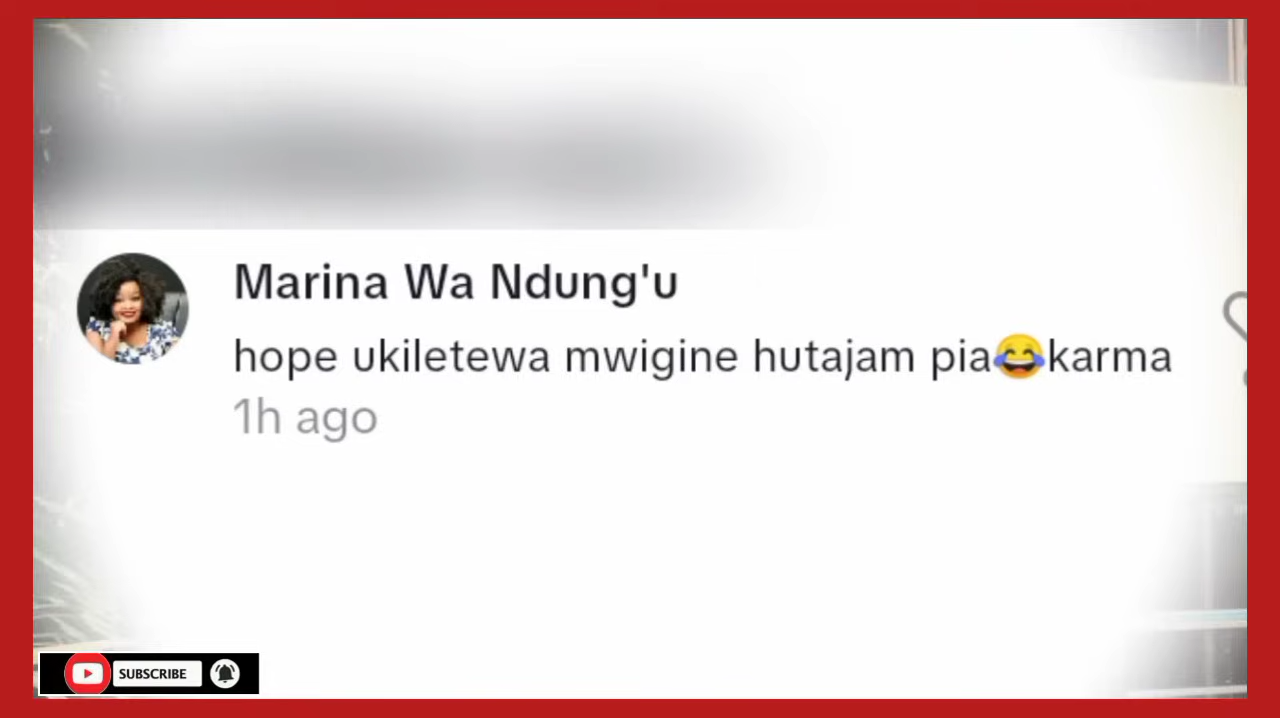 Marina Wa Ndung'u
hope ukiletewa mwigine hutajam pia😂karma
1h ago
SUBSCRIBE